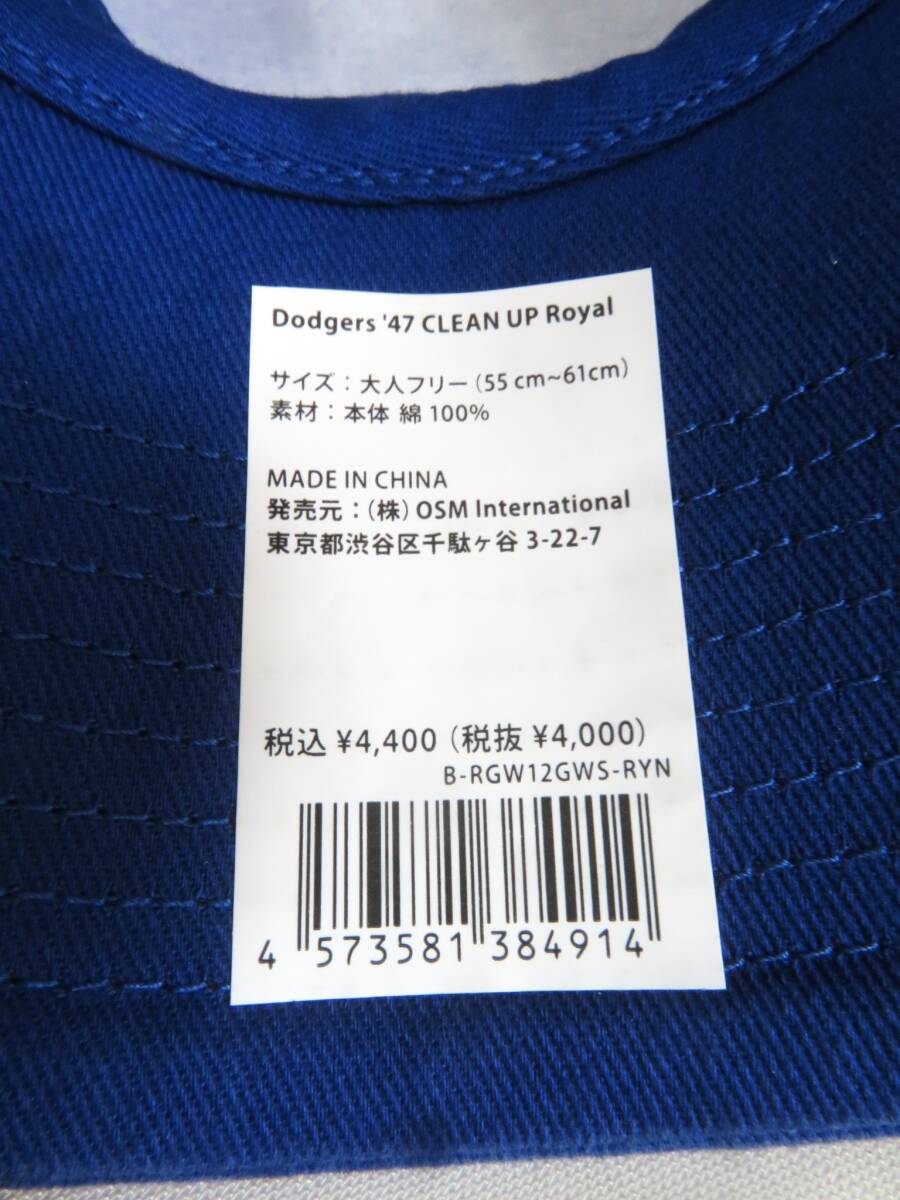 Dodgers '47 CLEAN UP Royal
サイズ：大人フリー（55 cm~61cm）
素材：本体 綿 100%
MADE IN CHINA
発売元：（株）OSM International
東京都渋谷区千駄ヶ谷 3-22-7
税込 ¥4,400（税抜 ¥4,000）
B-RGW12GWS-RYN
4 573581 384914